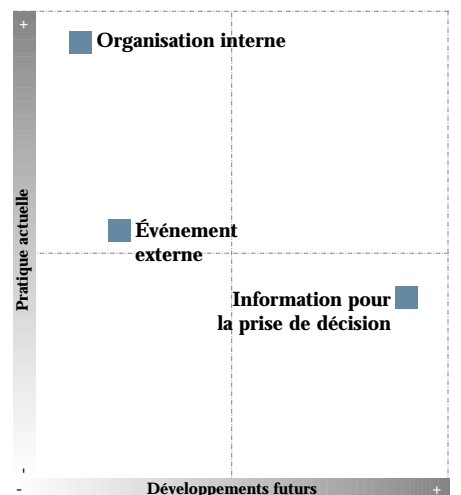 +
Organisation interne
Pratique actuelle
Événement
externe
Information pour
la prise de décision
-
-
Développements futurs
+